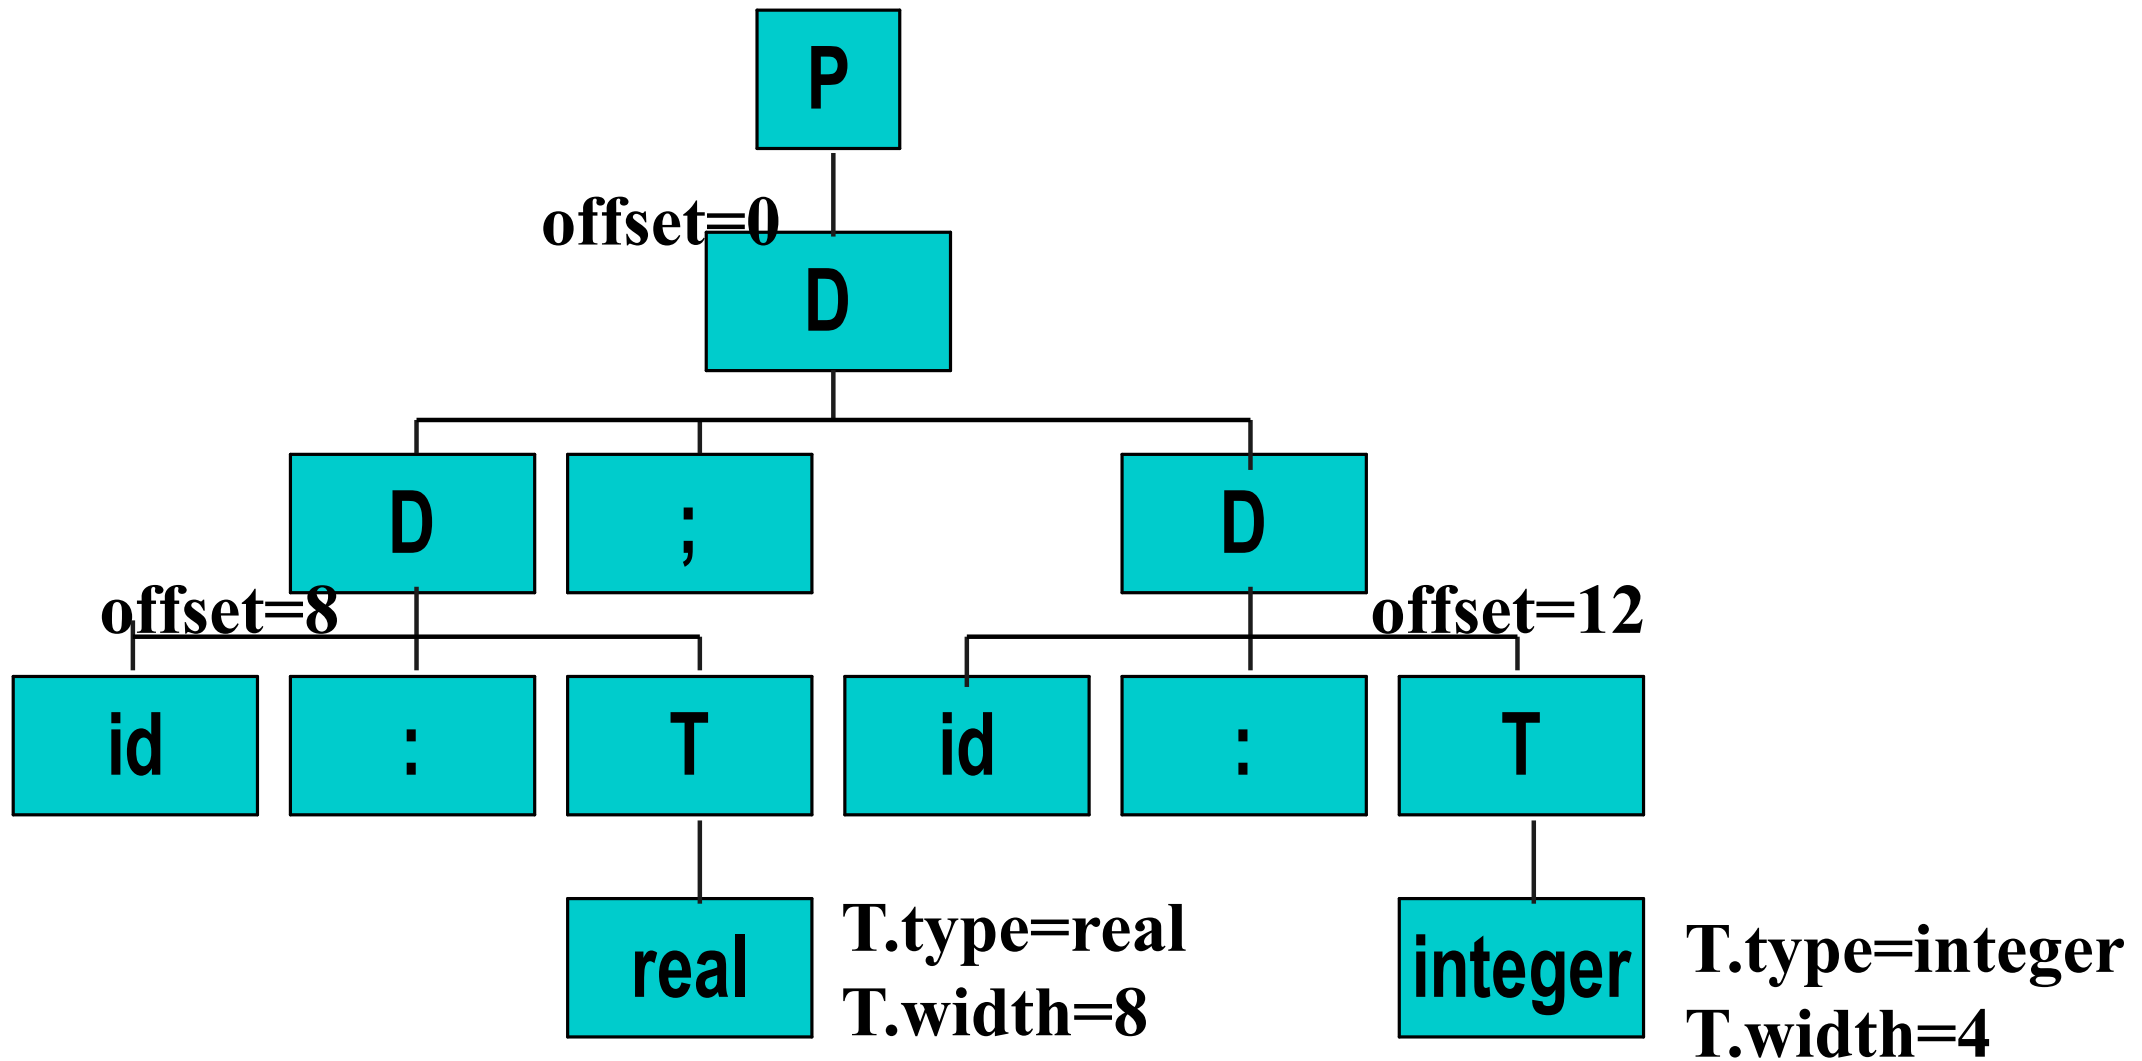 P
offset=0
D
D
;
D
offset=8
offset=12
id
:
T
id
:
T
real
T.type=real
T.width=8
integer
T.type=integer
T.width=4